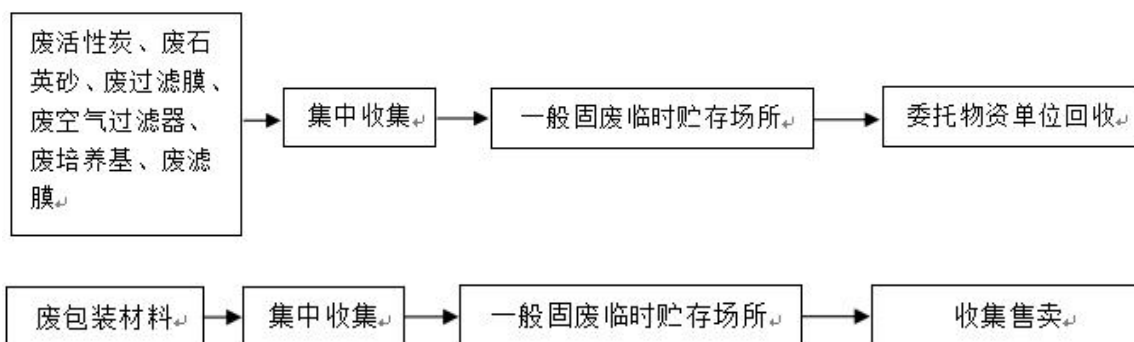 废活性炭、废石
英砂、废过滤膜、
废空气过滤器、
废培养基、废滤
膜
集中收集
一般固废临时贮存场所
委托物资单位回收
废包装材料
集中收集
一般固废临时贮存场所
收集售卖